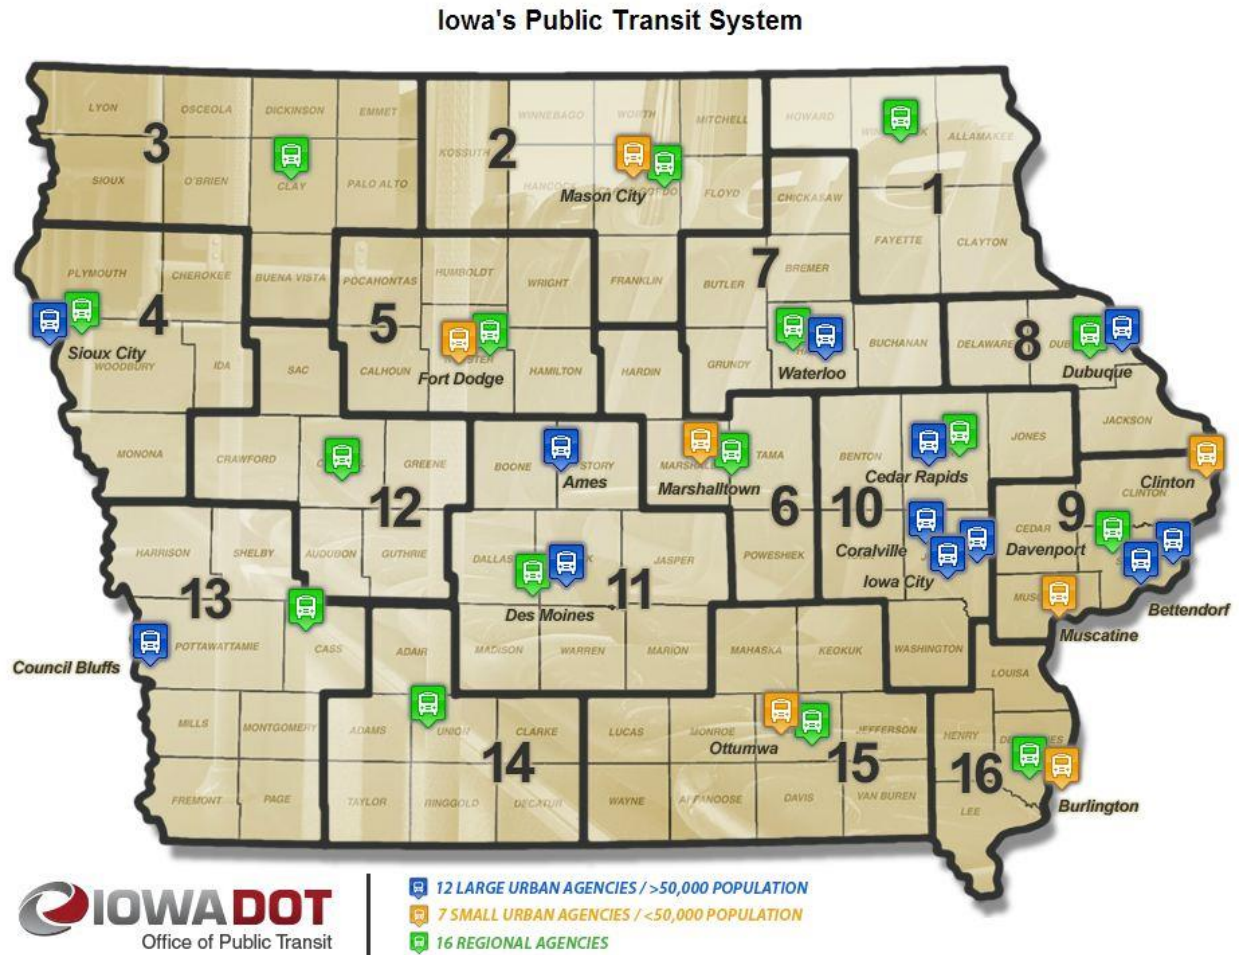 Iowa's Public Transit System
LYON
OSCEOLA
DICKINSON
EMMET
3
SIOUX
O'BRIEN
CLAY
PALO ALTO
KOSSUTH
2
WINNEBAGO
WORTH
MITCHELL
HANCOCK
Mason City
FLOYD
HOWARD
ALLAMAKEE
1
CHICKASAW
FAYETTE
CLAYTON
PLYMOUTH
CHEROKEE
BUENA VISTA
POCAHONTAS
HUMBOLDT
WRIGHT
FRANKLIN
BUTLER
7
BREMER
4
5
Sioux City
WOODBURY
IDA
SAC
CALHOUN
Fort Dodge
HAMILTON
HARDIN
GRUNDY
Waterloo
BUCHANAN
DELAWARE
8
Dubuque
JACKSON
MONONA
CRAWFORD
GREENE
12
BOONE
STORY
Ames
Marshalltown
TAMA
6
POWESHIEK
BENTON
Cedar Rapids
JONES
10
Coralville
Iowa City
CEDAR
9
Davenport
CLINTON
Clinton
Bettendorf
Muscatine
HARRISON
SHELBY
AUDUBON
GUTHRIE
DALLAS
JASPER
13
Des Moines
11
Council Bluffs
POTTAWATTAMIE
CASS
ADAIR
MADISON
WARREN
MARION
MAHASKA
KEOKUK
WASHINGTON
LOUISA
MILLS
MONTGOMERY
ADAMS
UNION
CLARKE
LUCAS
MONROE
Ottumwa
JEFFERSON
HENRY
14
15
16
FREMONT
PAGE
TAYLOR
RINGGOLD
DECATUR
WAYNE
APPANOOSE
DAVIS
VAN BUREN
LEE
Burlington
IOWADOT
Office of Public Transit
12 LARGE URBAN AGENCIES / >50,000 POPULATION
7 SMALL URBAN AGENCIES / <50,000 POPULATION
16 REGIONAL AGENCIES